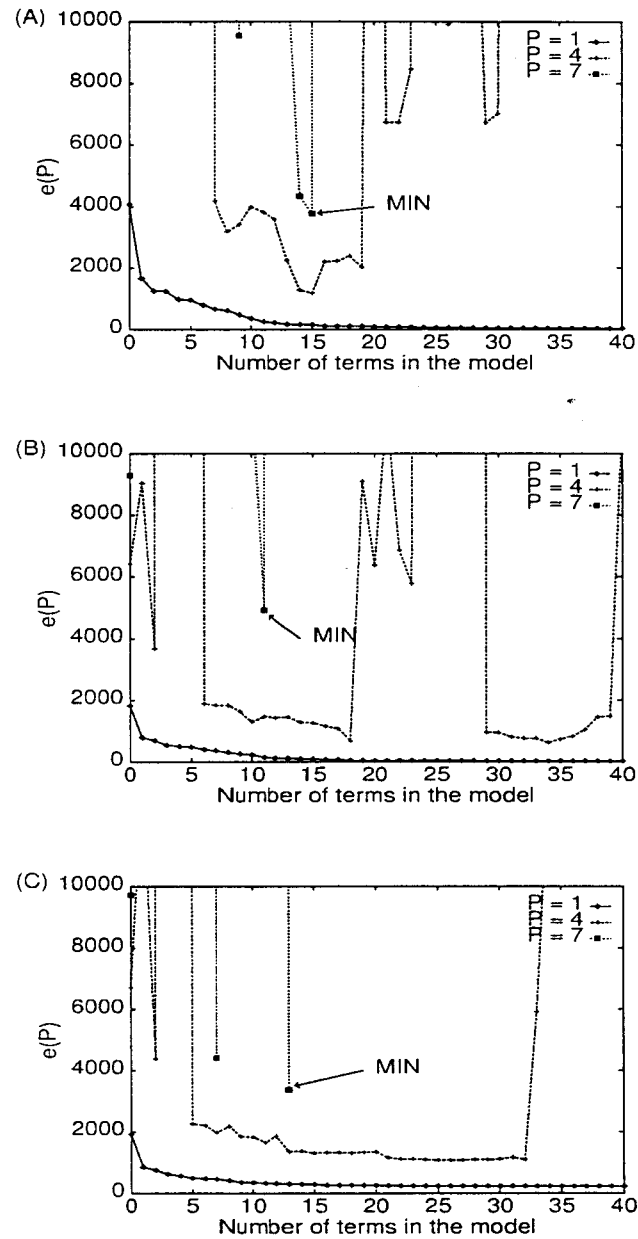 (A)
10000
8000
6000
4000
2000
0
e(P)
P = 1
P = 4
P = 7
MIN
0 5 10 15 20 25 30 35 40
Number of terms in the model
(B)
10000
8000
6000
4000
2000
0
e(P)
P = 1
P = 4
P = 7
MIN
0 5 10 15 20 25 30 35 40
Number of terms in the model
(C)
10000
8000
6000
4000
2000
0
e(P)
P = 1
P = 4
P = 7
MIN
0 5 10 15 20 25 30 35 40
Number of terms in the model